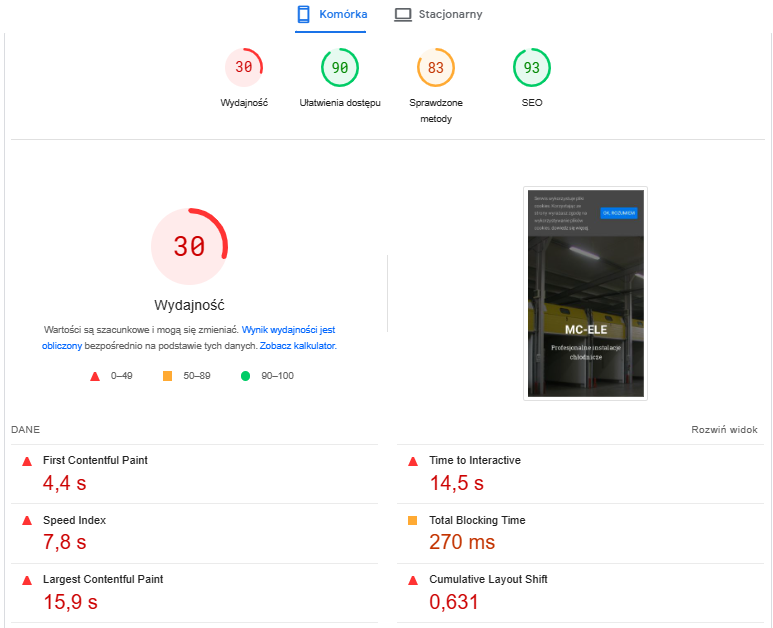 Komórka Stacjonarny
30 90 83 93
Wydajność Ułatwienia dostępu Sprawdzone metody SEO
30
Wydajność
Wartości są szacunkowe i mogą się zmieniać. Wynik wydajności jest
obliczony bezpośrednio na podstawie tych danych. Zobacz kalkulator.
0–49 50–89 90–100
OK, ROZUMIEM
MC-ELE
Profesjonalne instalacje
chłodnicze
DANE Rozwiń widok
First Contentful Paint
4,4 s
Time to Interactive
14,5 s
Speed Index
7,8 s
Total Blocking Time
270 ms
Largest Contentful Paint
15,9 s
Cumulative Layout Shift
0,631